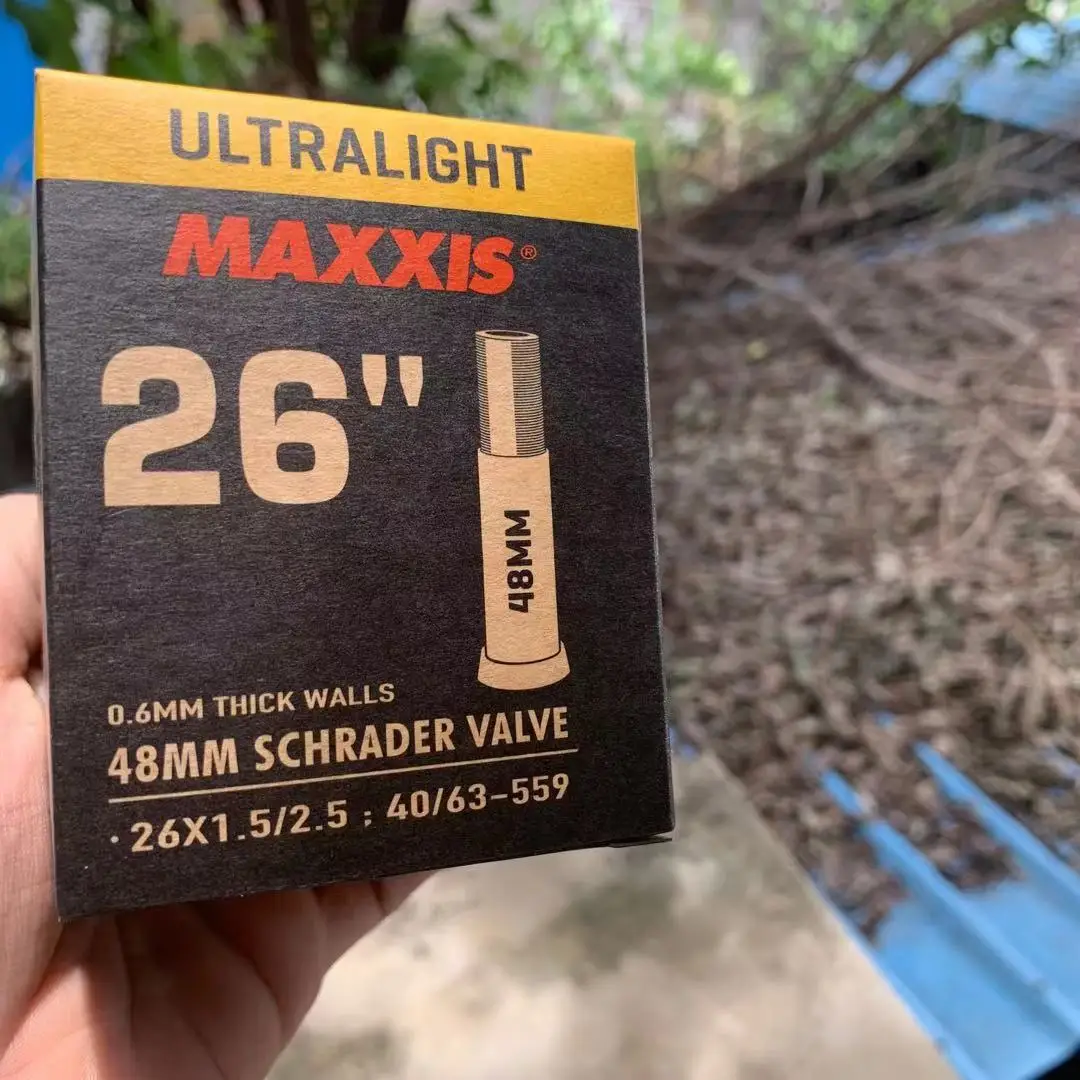 ULTRALIGHT
MAXXIS®
26"
48MM
0.6MM THICK WALLS
48MM SCHRADER VALVE
· 26X1.5/2.5 ; 40/63-559